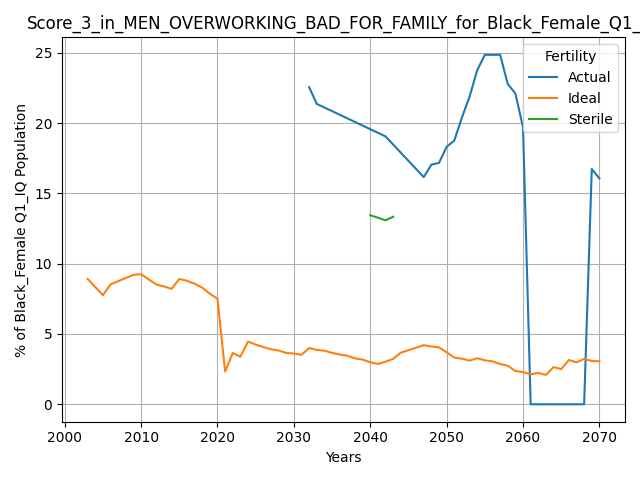 Score_3_in_MEN_OVERWORKING_BAD_FOR_FAMILY_for_Black_Female_Q1_
% of Black_Female Q1_IQ Population
25
20
15
10
5
0
Fertility
Actual
Ideal
Sterile
2000 2010 2020 2030 2040 2050 2060 2070
Years